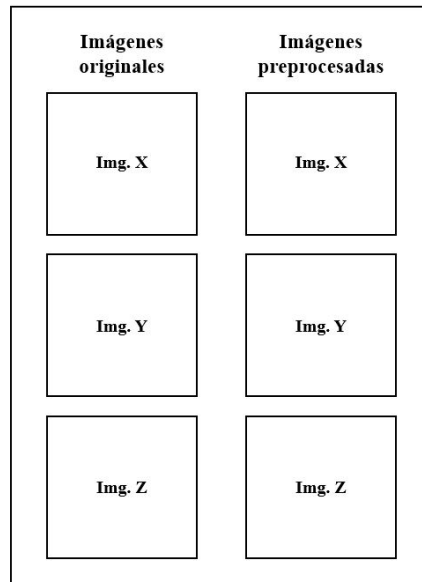 Imágenes
originales
Imágenes
preprocesadas
Img. X
Img. X
Img. Y
Img. Y
Img. Z
Img. Z